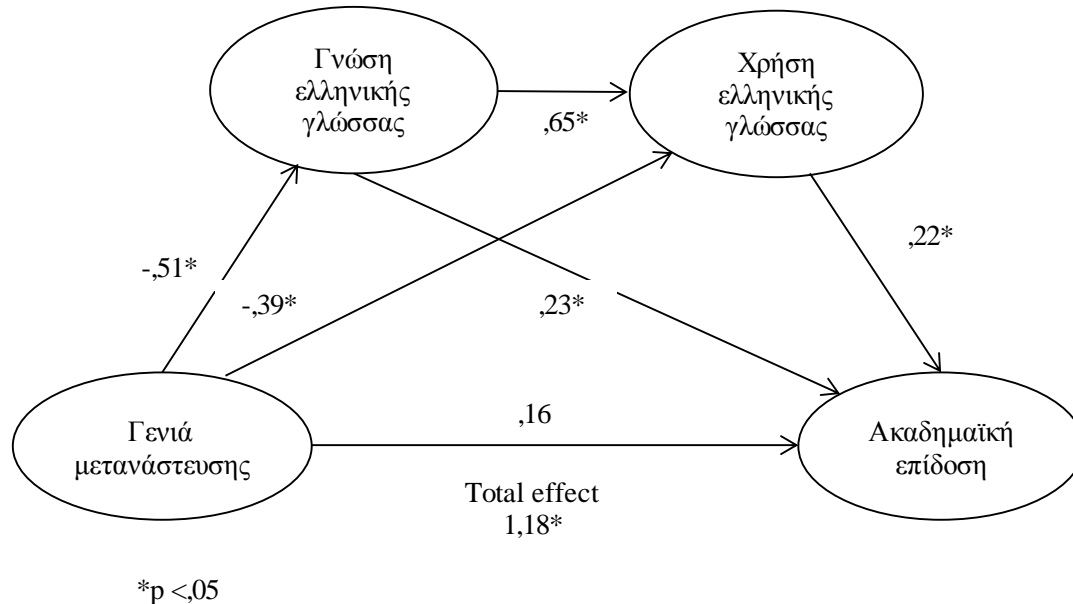 Γνώση
ελληνικής
γλώσσας
Χρήση
ελληνικής
γλώσσας
,65*
,22*
-,51*
-,39*
,23*
Γενιά
μετανάστευσης
,16
Ακαδημαϊκή
επίδοση
Total effect
1,18*
*p <,05